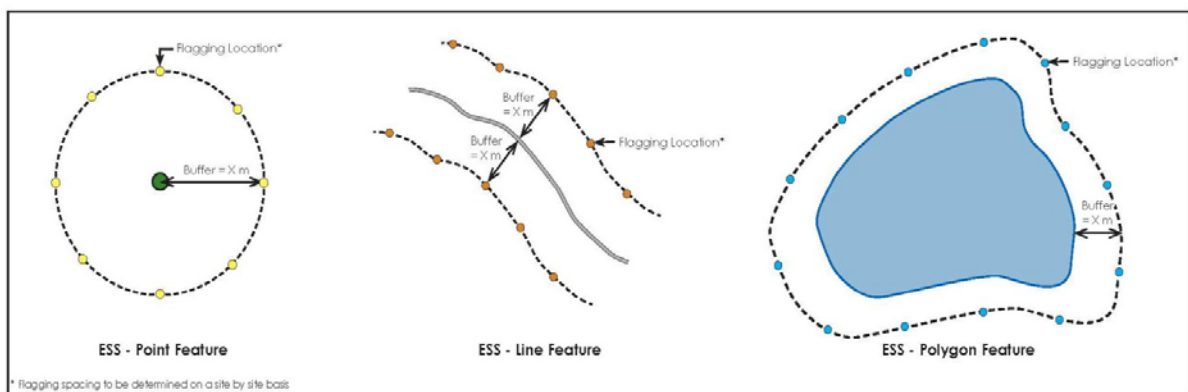 Flagging Location*
Buffer = X m
ESS - Point Feature
Buffer
= X m
Buffer
= X m
Flagging Location*
ESS - Line Feature
Flagging Location*
Buffer
= X m
ESS - Polygon Feature
* Flagging spacing to be determined on a site by site basis